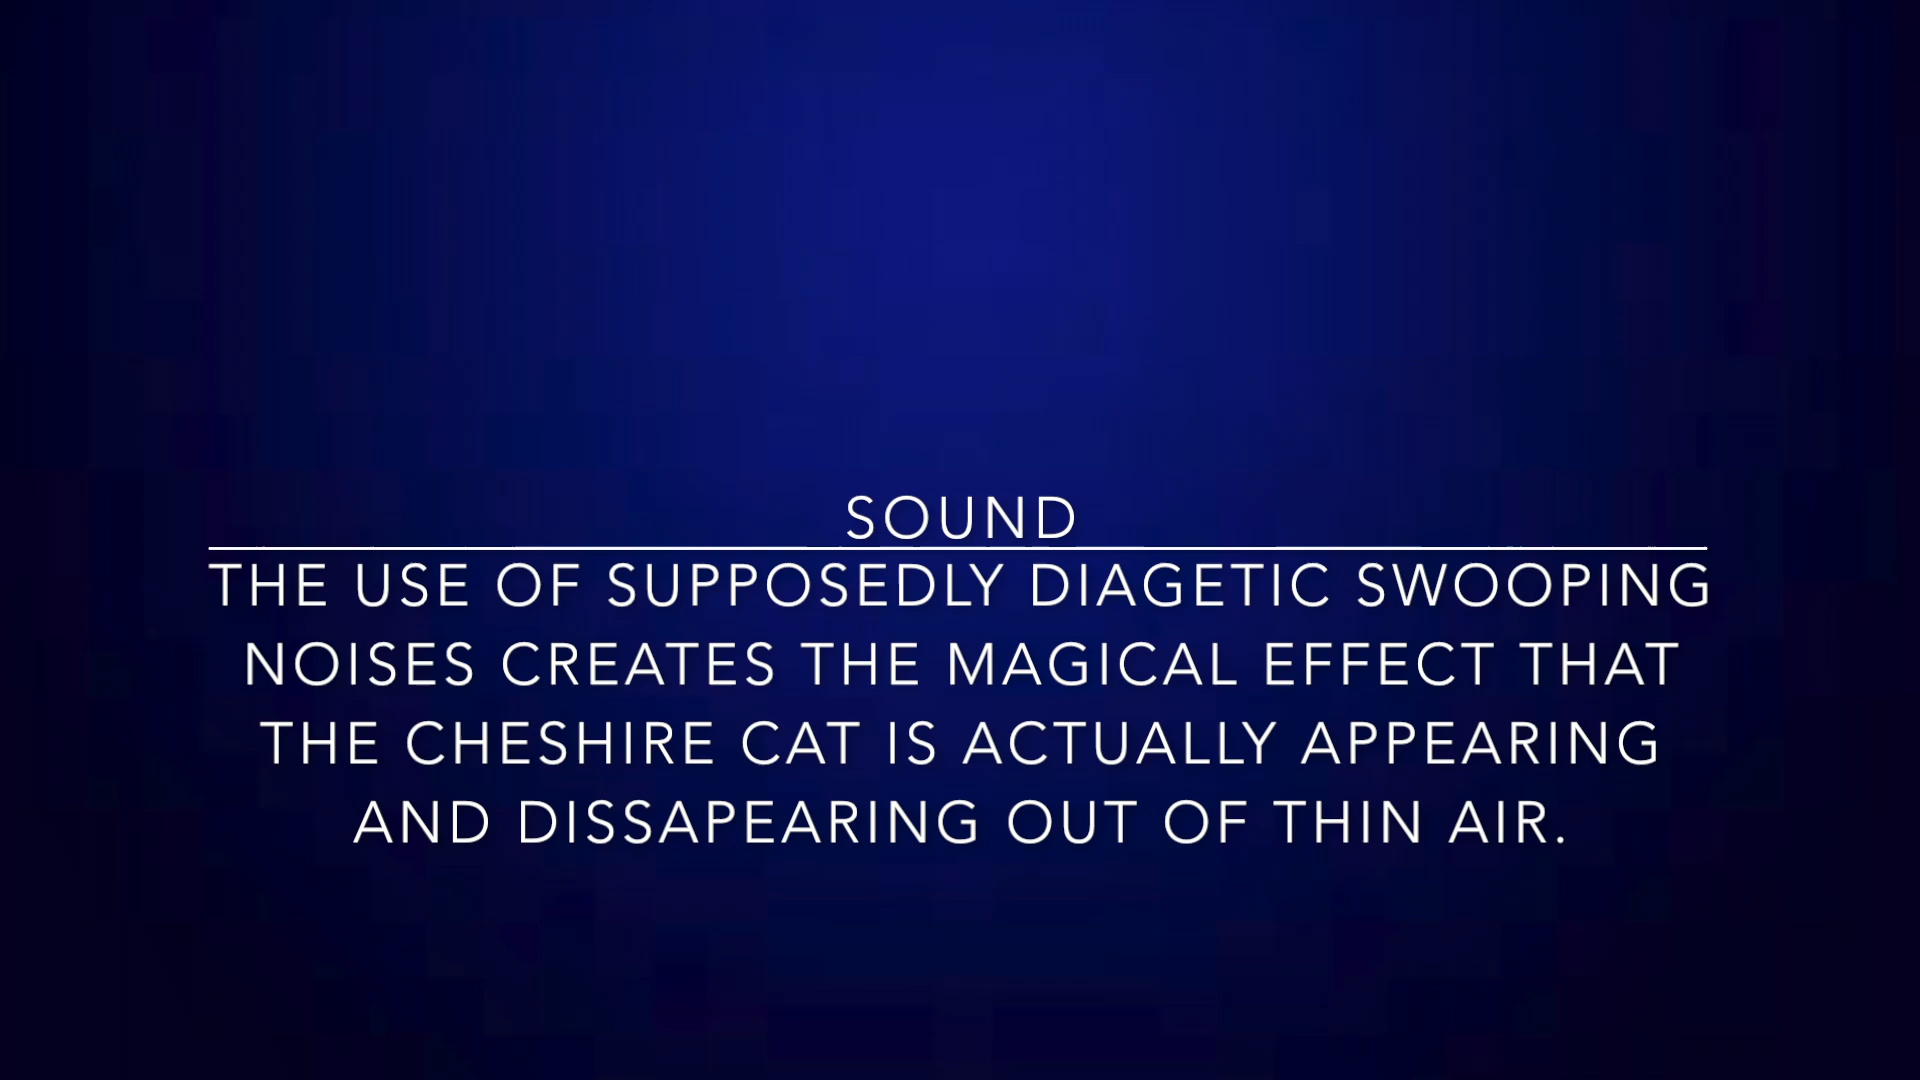 SOUND
THE USE OF SUPPOSEDLY DIAGETIC SWOOPING
NOISES CREATES THE MAGICAL EFFECT THAT
THE CHESHIRE CAT IS ACTUALLY APPEARING
AND DISSAPEARING OUT OF THIN AIR.